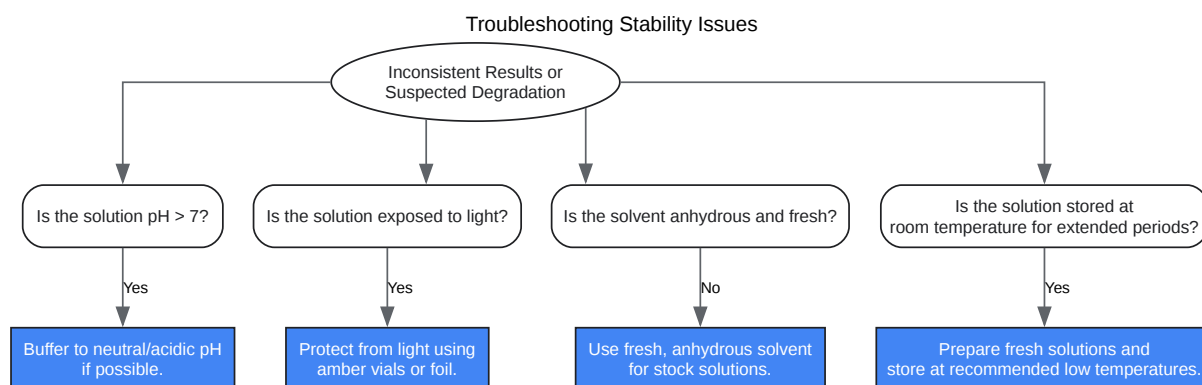 Troubleshooting Stability Issues
Inconsistent Results or
Suspected Degradation
Is the solution pH > 7?
Is the solution exposed to light?
Is the solvent anhydrous and fresh?
Is the solution stored at
room temperature for extended periods?
Yes
Yes
No
Yes
Buffer to neutral/acidic pH
if possible.
Protect from light using
amber vials or foil.
Use fresh, anhydrous solvent
for stock solutions.
Prepare fresh solutions and
store at recommended low temperatures.